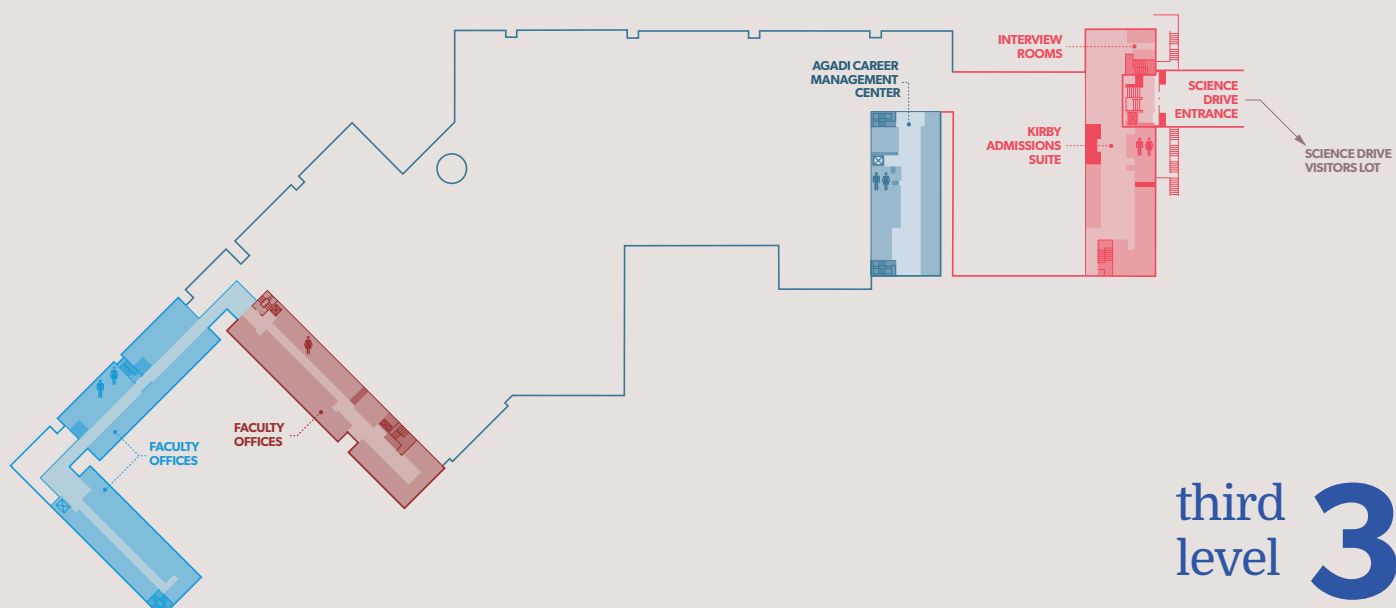 INTERVIEW
ROOMS
AGADI CAREER
MANAGEMENT
CENTER
SCIENCE
DRIVE
ENTRANCE
KIRBY
ADMISSIONS
SUITE
SCIENCE DRIVE
VISITORS LOT
FACULTY
OFFICES
FACULTY
OFFICES
third
level
3